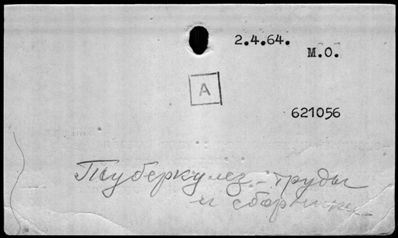 2.4.64.
М.О.
А
621056
Туберкулез - труды
и сборники